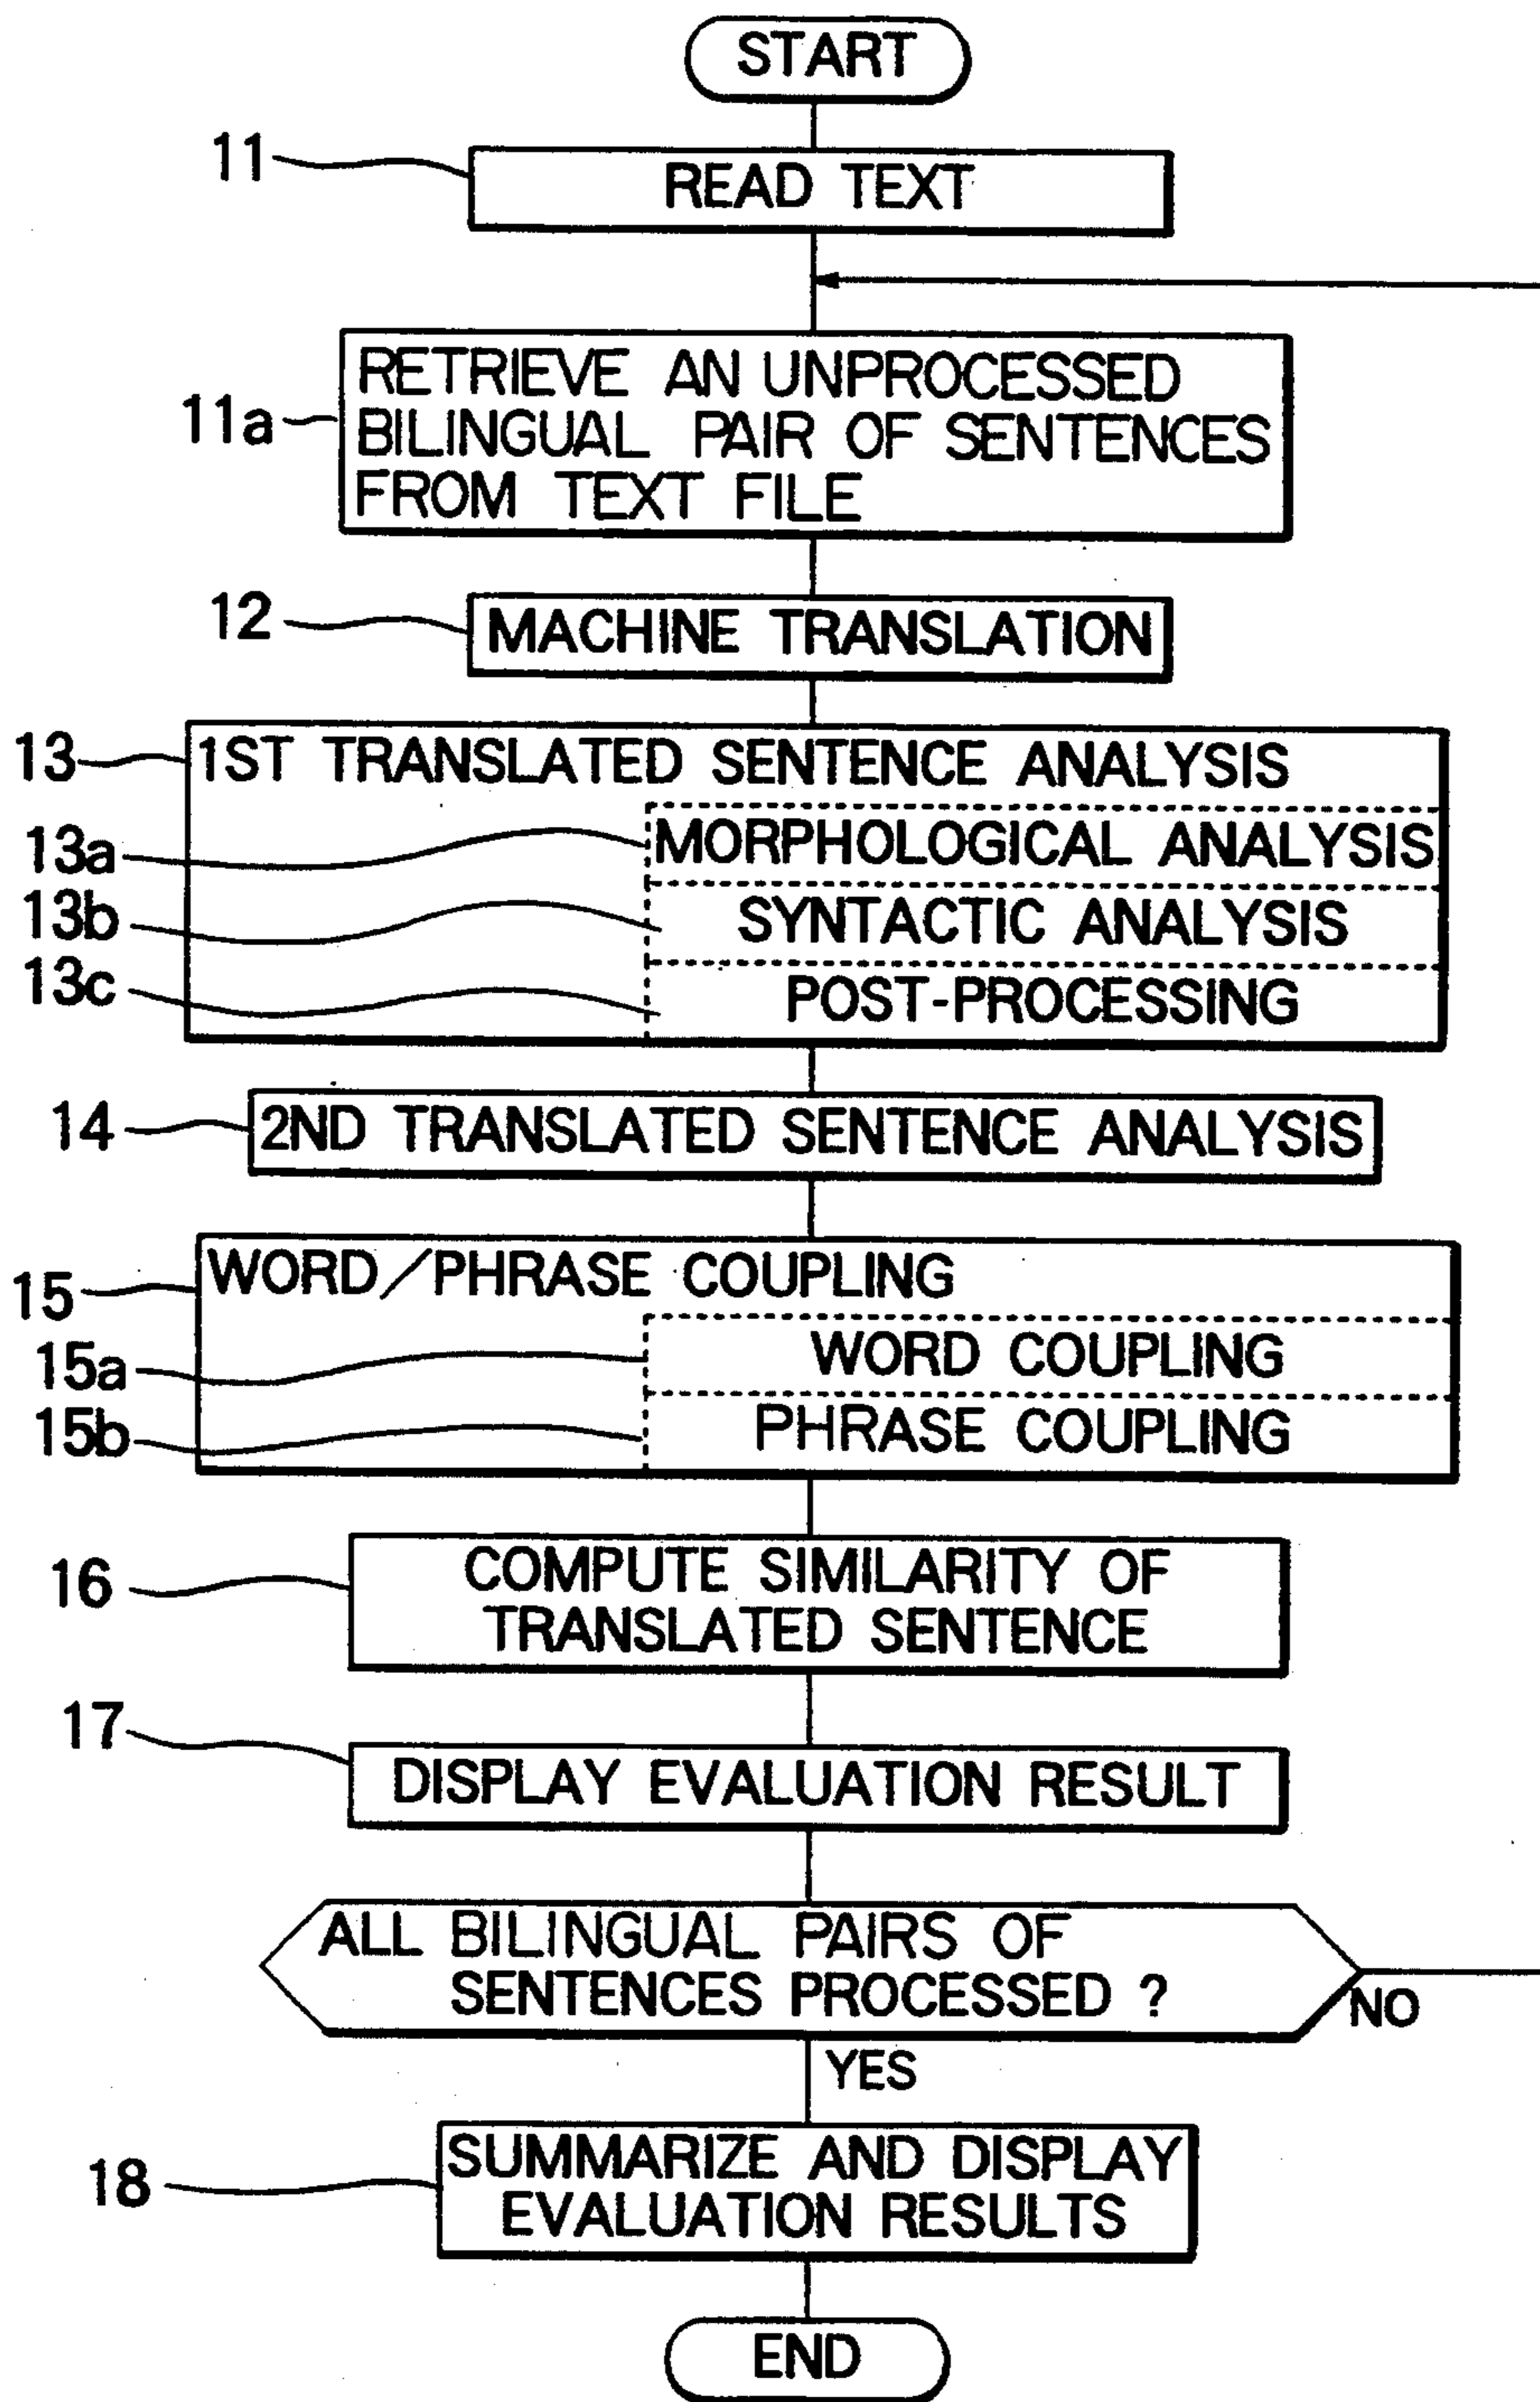 START
11
READ TEXT
11a
RETRIEVE AN UNPROCESSED
BILINGUAL PAIR OF SENTENCES
FROM TEXT FILE
12
MACHINE TRANSLATION
13
1ST TRANSLATED SENTENCE ANALYSIS
13a
MORPHOLOGICAL ANALYSIS
13b
SYNTACTIC ANALYSIS
13c
POST-PROCESSING
14
2ND TRANSLATED SENTENCE ANALYSIS
15
WORD/PHRASE COUPLING
15a
WORD COUPLING
15b
PHRASE COUPLING
16
COMPUTE SIMILARITY OF
TRANSLATED SENTENCE
17
DISPLAY EVALUATION RESULT
ALL BILINGUAL PAIRS OF
SENTENCES PROCESSED ?
NO
YES
18
SUMMARIZE AND DISPLAY
EVALUATION RESULTS
END